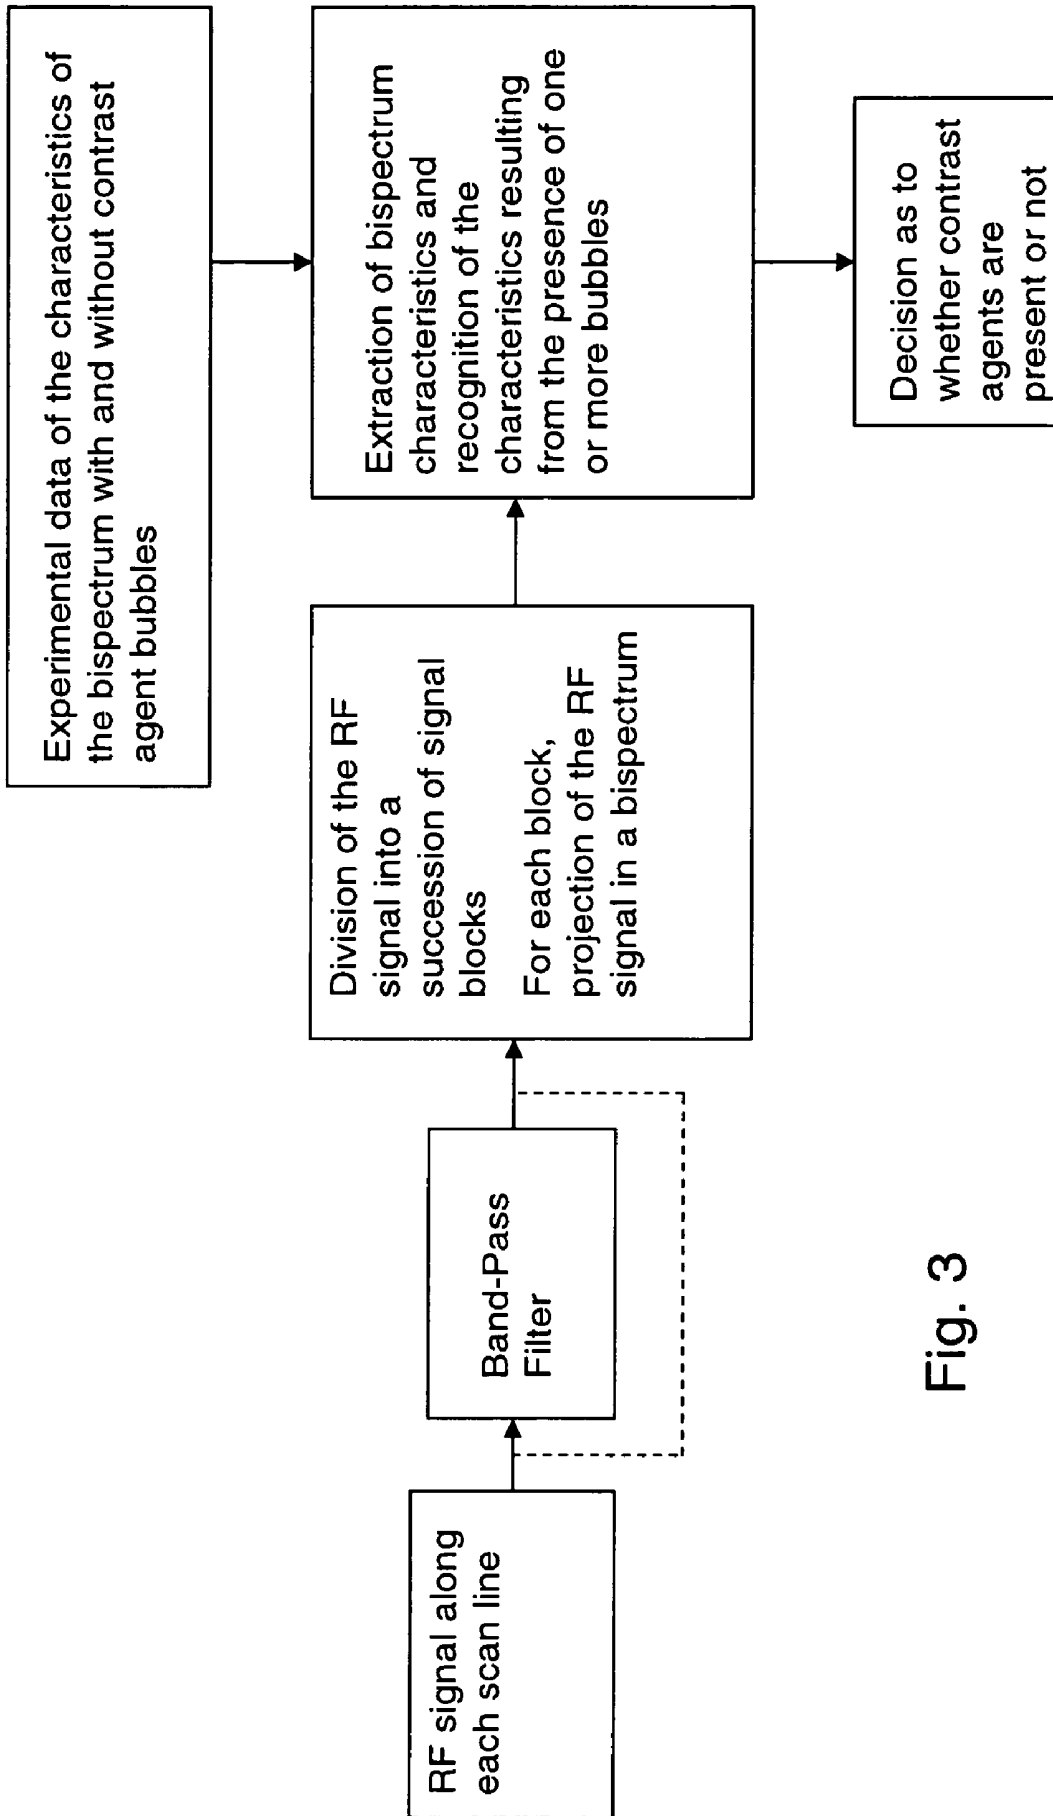 Experimental data of the characteristics of
the bispectrum with and without contrast
agent bubbles
RF signal along
each scan line
Band-Pass
Filter
Division of the RF
signal into a
succession of signal
blocks
For each block,
projection of the RF
signal in a bispectrum
Extraction of bispectrum
characteristics and
recognition of the
characteristics resulting
from the presence of one
or more bubbles
Decision as to
whether contrast
agents are
present or not
Fig. 3